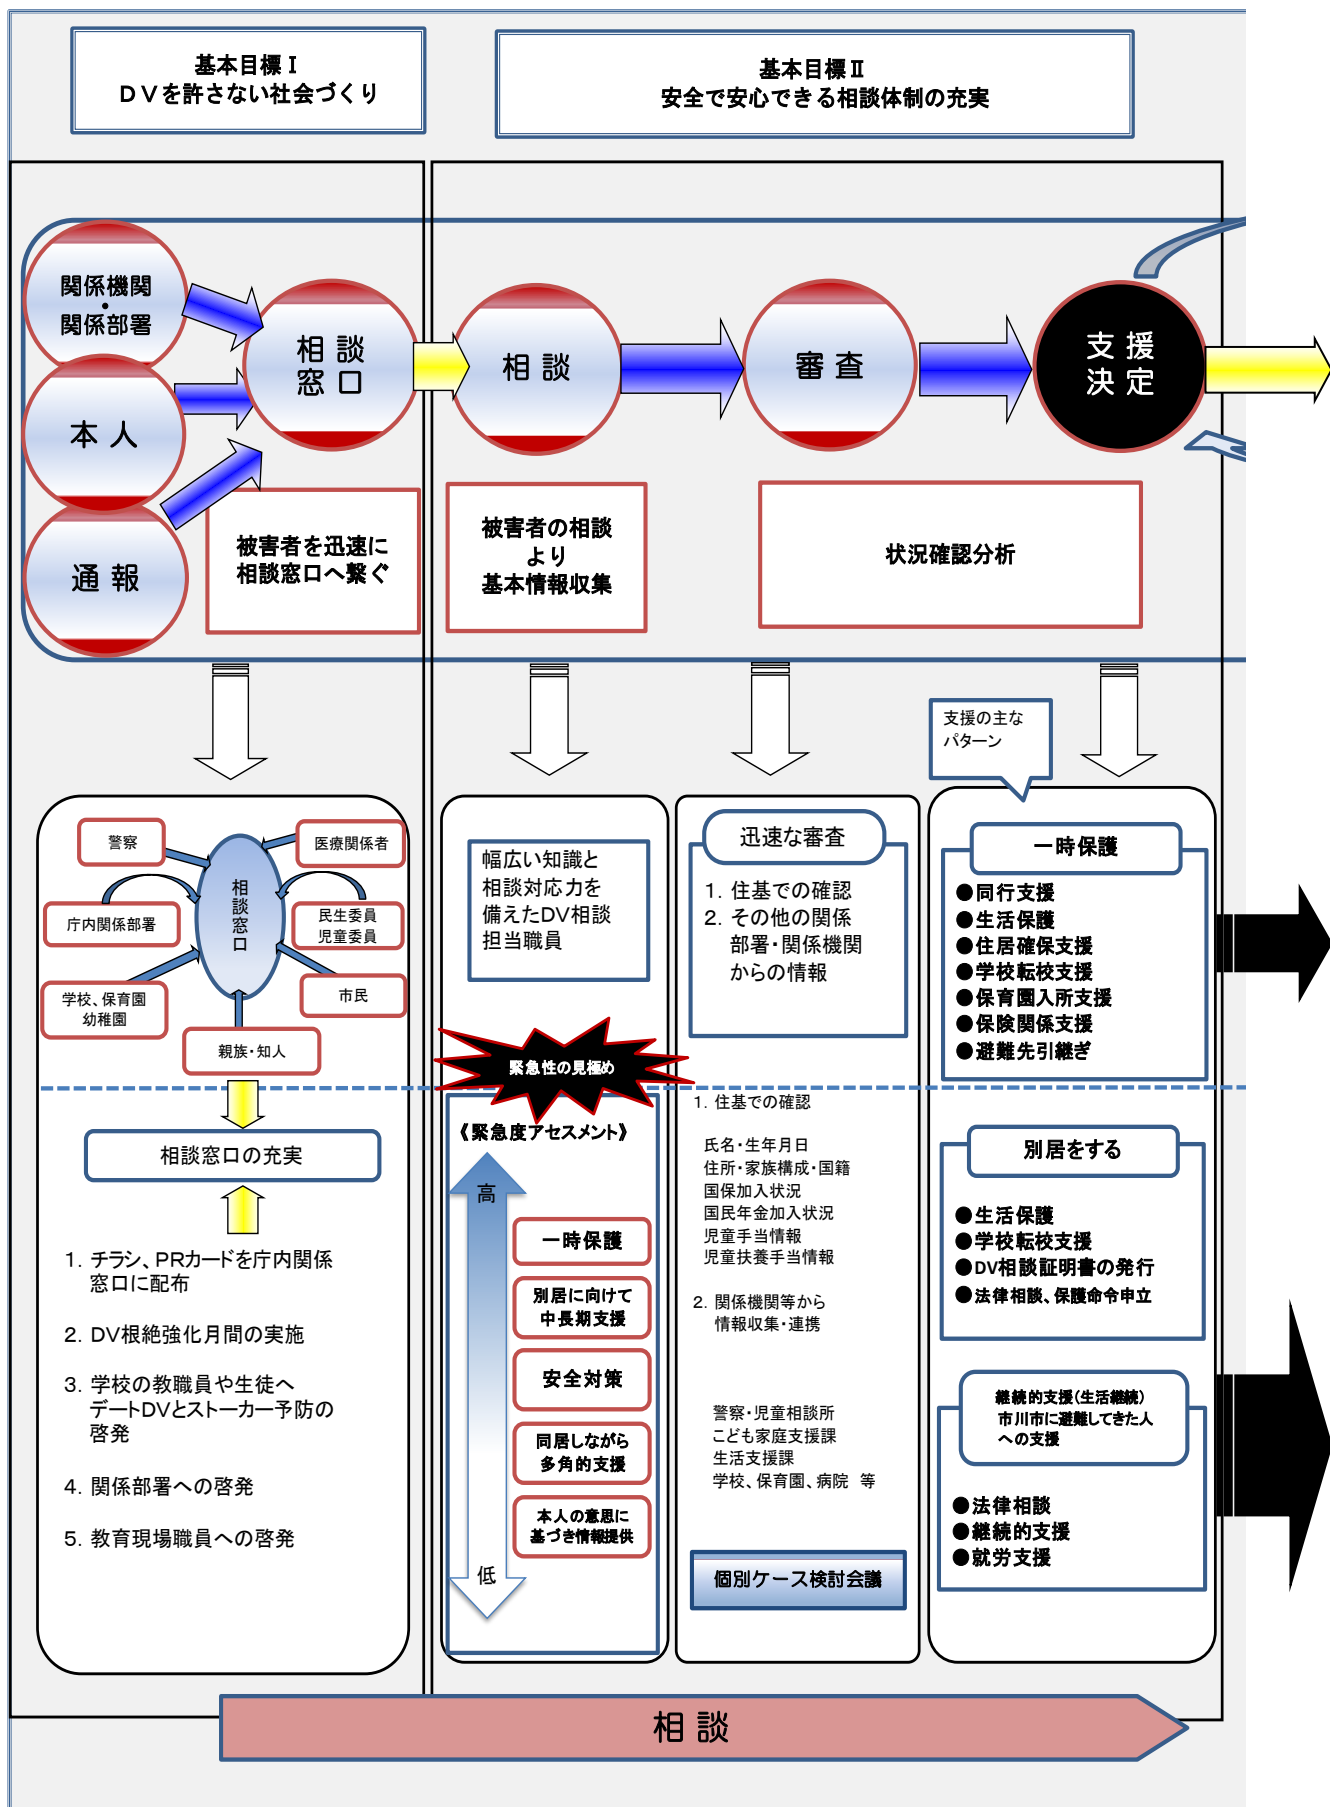 基本目標Ⅰ
ＤＶを許さない社会づくり
基本目標Ⅱ
安全で安心できる相談体制の充実
関係機関
・
関係部署
本人
通報
相談
窓口
相談
審査
支援
決定
被害者を迅速に
相談窓口へ繋ぐ
被害者の相談
より
基本情報収集
状況確認分析
支援の主な
パターン
警察
医療関係者
庁内関係部署
相談窓口
民生委員
児童委員
学校、保育園
幼稚園
市民
親族・知人
相談窓口の充実
1. チラシ、PRカードを庁内関係
窓口に配布
2. DV根絶強化月間の実施
3. 学校の教職員や生徒へ
デートDVとストーカー予防の
啓発
4. 関係部署への啓発
5. 教育現場職員への啓発
幅広い知識と
相談対応力を
備えたDV相談
担当職員
緊急性の見極め
《緊急度アセスメント》
高
一時保護
別居に向けて
中長期支援
安全対策
同居しながら
多角的支援
本人の意思に
基づき情報提供
低
迅速な審査
1. 住基での確認
2. その他の関係
部署・関係機関
からの情報
1. 住基での確認
氏名・生年月日
住所・家族構成・国籍
国保加入状況
国民年金加入状況
児童手当情報
児童扶養手当情報
2. 関係機関等から
情報収集・連携
警察・児童相談所
こども家庭支援課
生活支援課
学校、保育園、病院 等
個別ケース検討会議
一時保護
●同行支援
●生活保護
●住居確保支援
●学校転校支援
●保育園入所支援
●保険関係支援
●避難先引継ぎ
別居をする
●生活保護
●学校転校支援
●DV相談証明書の発行
●法律相談、保護命令申立
継続的支援(生活継続)
市川市に避難してきた人
への支援
●法律相談
●継続的支援
●就労支援
相談